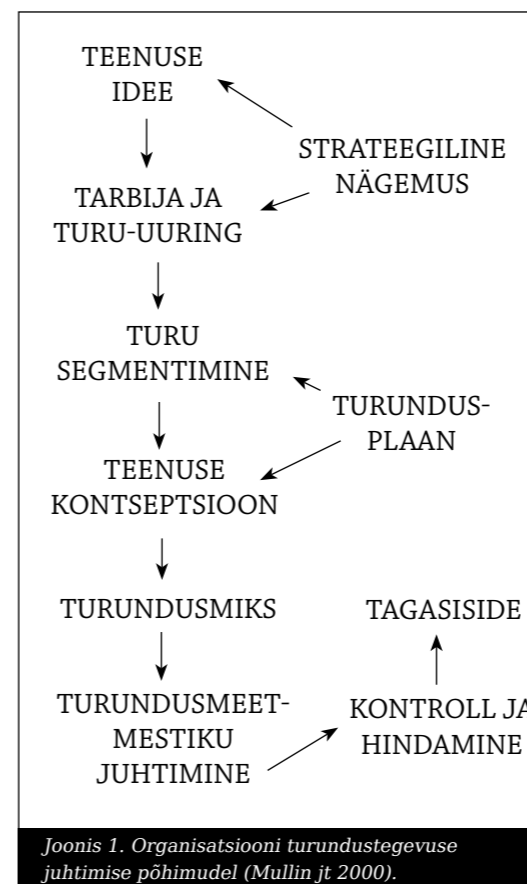 TEENUSE
IDEE
STRATEEGILINE
NÄGEMUS
TARBIJA JA
TURU-UURING
TURU
SEGMENTIMINE
TURUNDUS-
PLAAN
TEENUSE
KONTSEPTSIOON
TURUNDUSMIKS
TAGASISIDE
TURUNDUSMEET-
MESTIKU
JUHTIMINE
KONTROLL JA
HINDAMINE
Joonis 1. Organisatsiooni turundustegevuse
juhtimise põhimudel (Mullin jt 2000).